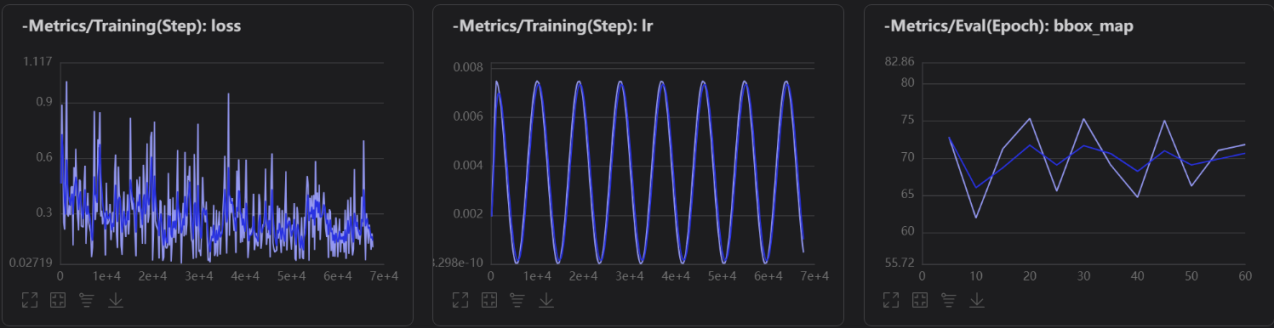 -Metrics/Training(Step): loss
1.117
0.9
0.6
0.3
0.02719
0
1e+4
2e+4
3e+4
4e+4
5e+4
6e+4
7e+4
-Metrics/Training(Step): lr
0.008
0.006
0.004
0.002
.298e-10
0
1e+4
2e+4
3e+4
4e+4
5e+4
6e+4
7e+4
-Metrics/Eval(Epoch): bbox_map
82.86
80
75
70
65
60
55.72
0
10
20
30
40
50
60